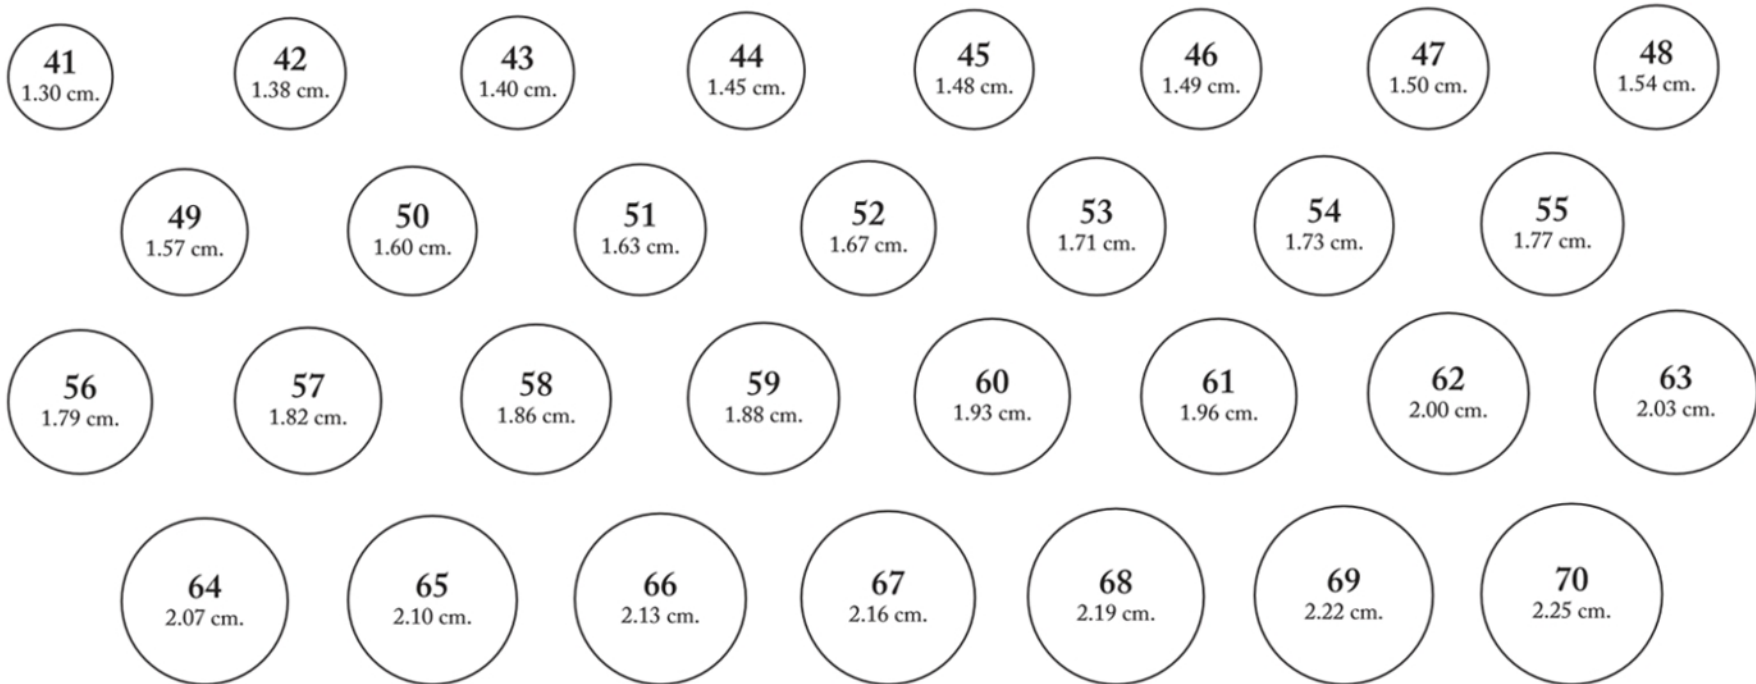 41
1.30 cm.
42
1.38 cm.
43
1.40 cm.
44
1.45 cm.
45
1.48 cm.
46
1.49 cm.
47
1.50 cm.
48
1.54 cm.
49
1.57 cm.
50
1.60 cm.
51
1.63 cm.
52
1.67 cm.
53
1.71 cm.
54
1.73 cm.
55
1.77 cm.
56
1.79 cm.
57
1.82 cm.
58
1.86 cm.
59
1.88 cm.
60
1.93 cm.
61
1.96 cm.
62
2.00 cm.
63
2.03 cm.
64
2.07 cm.
65
2.10 cm.
66
2.13 cm.
67
2.16 cm.
68
2.19 cm.
69
2.22 cm.
70
2.25 cm.